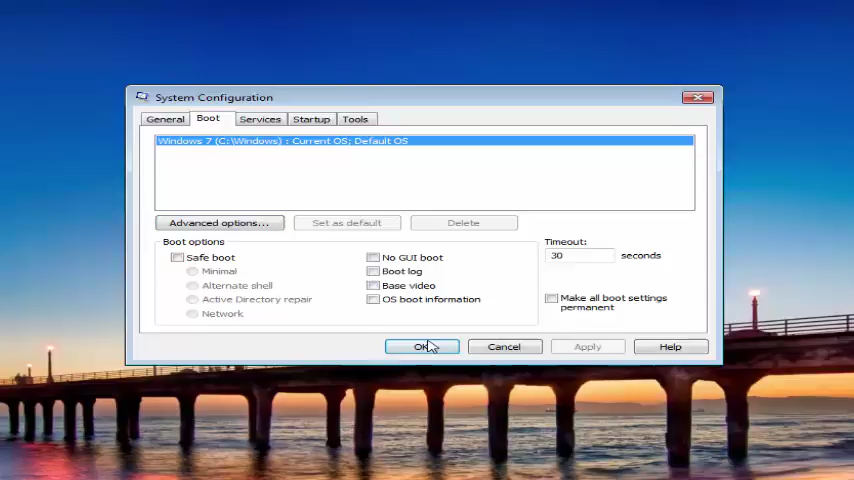 System Configuration
General Boot Services Startup Tools
Windows 7 (C:\Windows) : Current OS; Default OS
Advanced options... Set as default Delete
Boot options
Timeout:
Safe boot No GUI boot 30 seconds
Minimal Boot log
Alternate shell Base video
Active Directory repair OS boot information Make all boot settings
permanent
Network
OK Cancel Apply Help